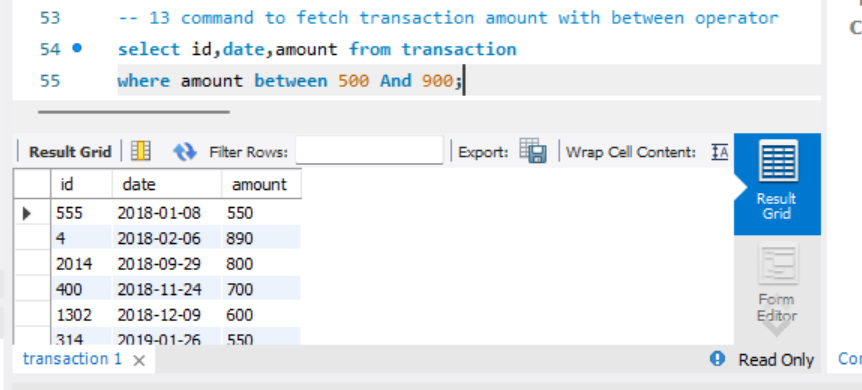 53 -- 13 command to fetch transaction amount with between operator
54 select id,date,amount from transaction
55 where amount between 500 And 900;
Result Grid Filter Rows: Export: Wrap Cell Content: IA
id date amount
555 2018-01-08 550
4 2018-02-06 890
2014 2018-09-29 800
400 2018-11-24 700
1302 2018-12-09 600
314 2019-01-26 550
Result
Grid
Form
Editor
transaction 1 Read Only